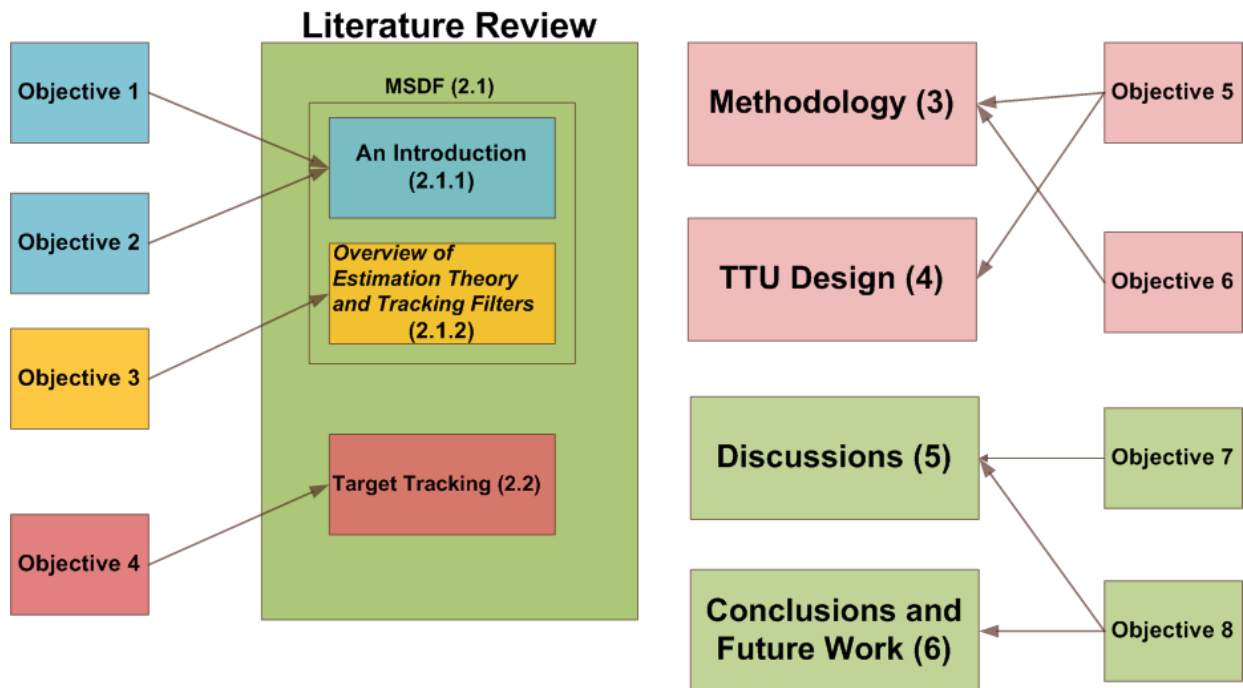 Literature Review
Objective 1
Objective 2
Objective 3
Objective 4
MSDF (2.1)
An Introduction
(2.1.1)
Overview of
Estimation Theory
and Tracking Filters
(2.1.2)
Target Tracking (2.2)
Methodology (3)
TTU Design (4)
Discussions (5)
Conclusions and
Future Work (6)
Objective 5
Objective 6
Objective 7
Objective 8